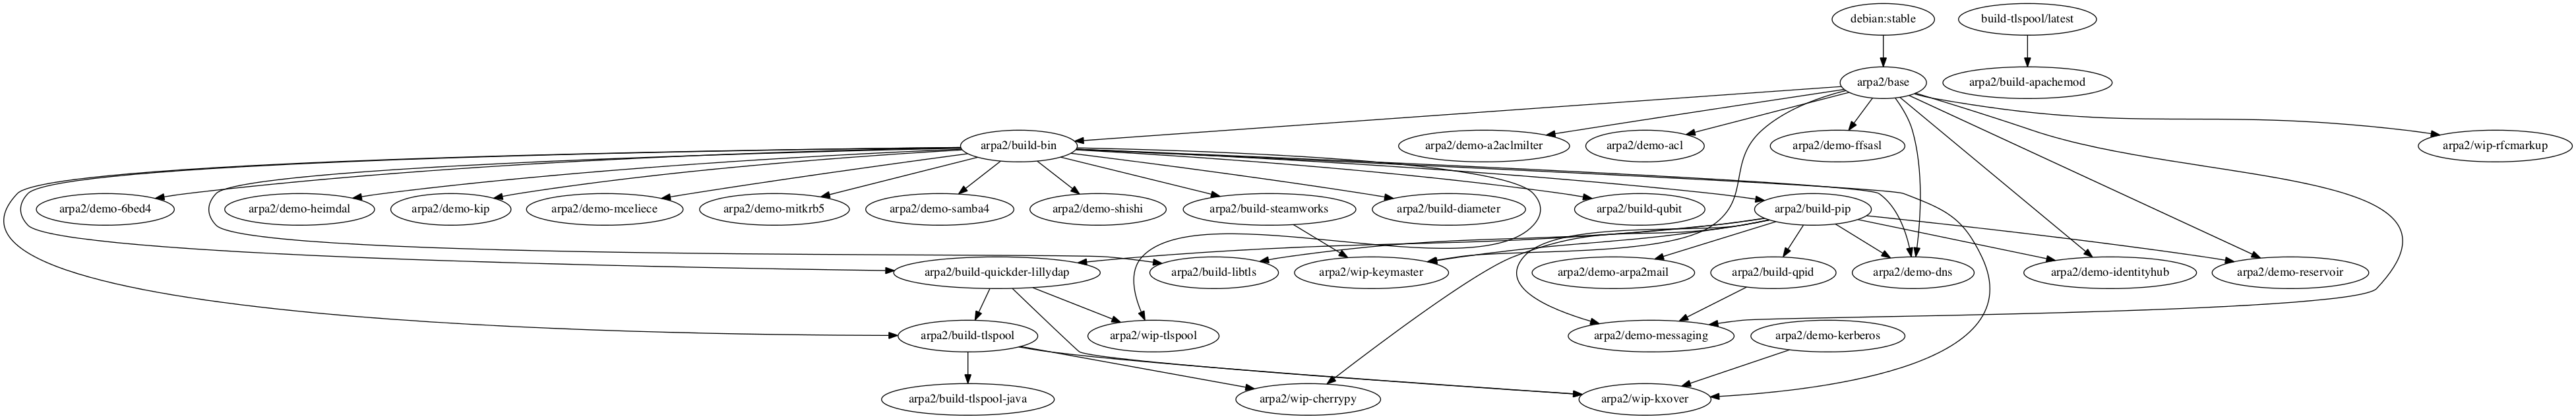 debian:stable
build-tlspool/latest
arpa2/base
arpa2/build-apachemod
arpa2/build-bin
arpa2/demo-a2aclmilter
arpa2/demo-acl
arpa2/demo-ffsasl
arpa2/wip-rfcmarkup
arpa2/demo-6bed4
arpa2/demo-heimdal
arpa2/demo-kip
arpa2/demo-mceliece
arpa2/demo-mitkrb5
arpa2/demo-samba4
arpa2/demo-shishi
arpa2/build-steamworks
arpa2/build-diameter
arpa2/build-qubit
arpa2/build-pip
arpa2/build-quickder-lillydap
arpa2/build-libtls
arpa2/wip-keymaster
arpa2/demo-arpa2mail
arpa2/build-qpid
arpa2/demo-dns
arpa2/demo-identityhub
arpa2/demo-reservoir
arpa2/build-tlspool
arpa2/wip-tlspool
arpa2/demo-messaging
arpa2/demo-kerberos
arpa2/build-tlspool-java
arpa2/wip-cherrypy
arpa2/wip-kxover